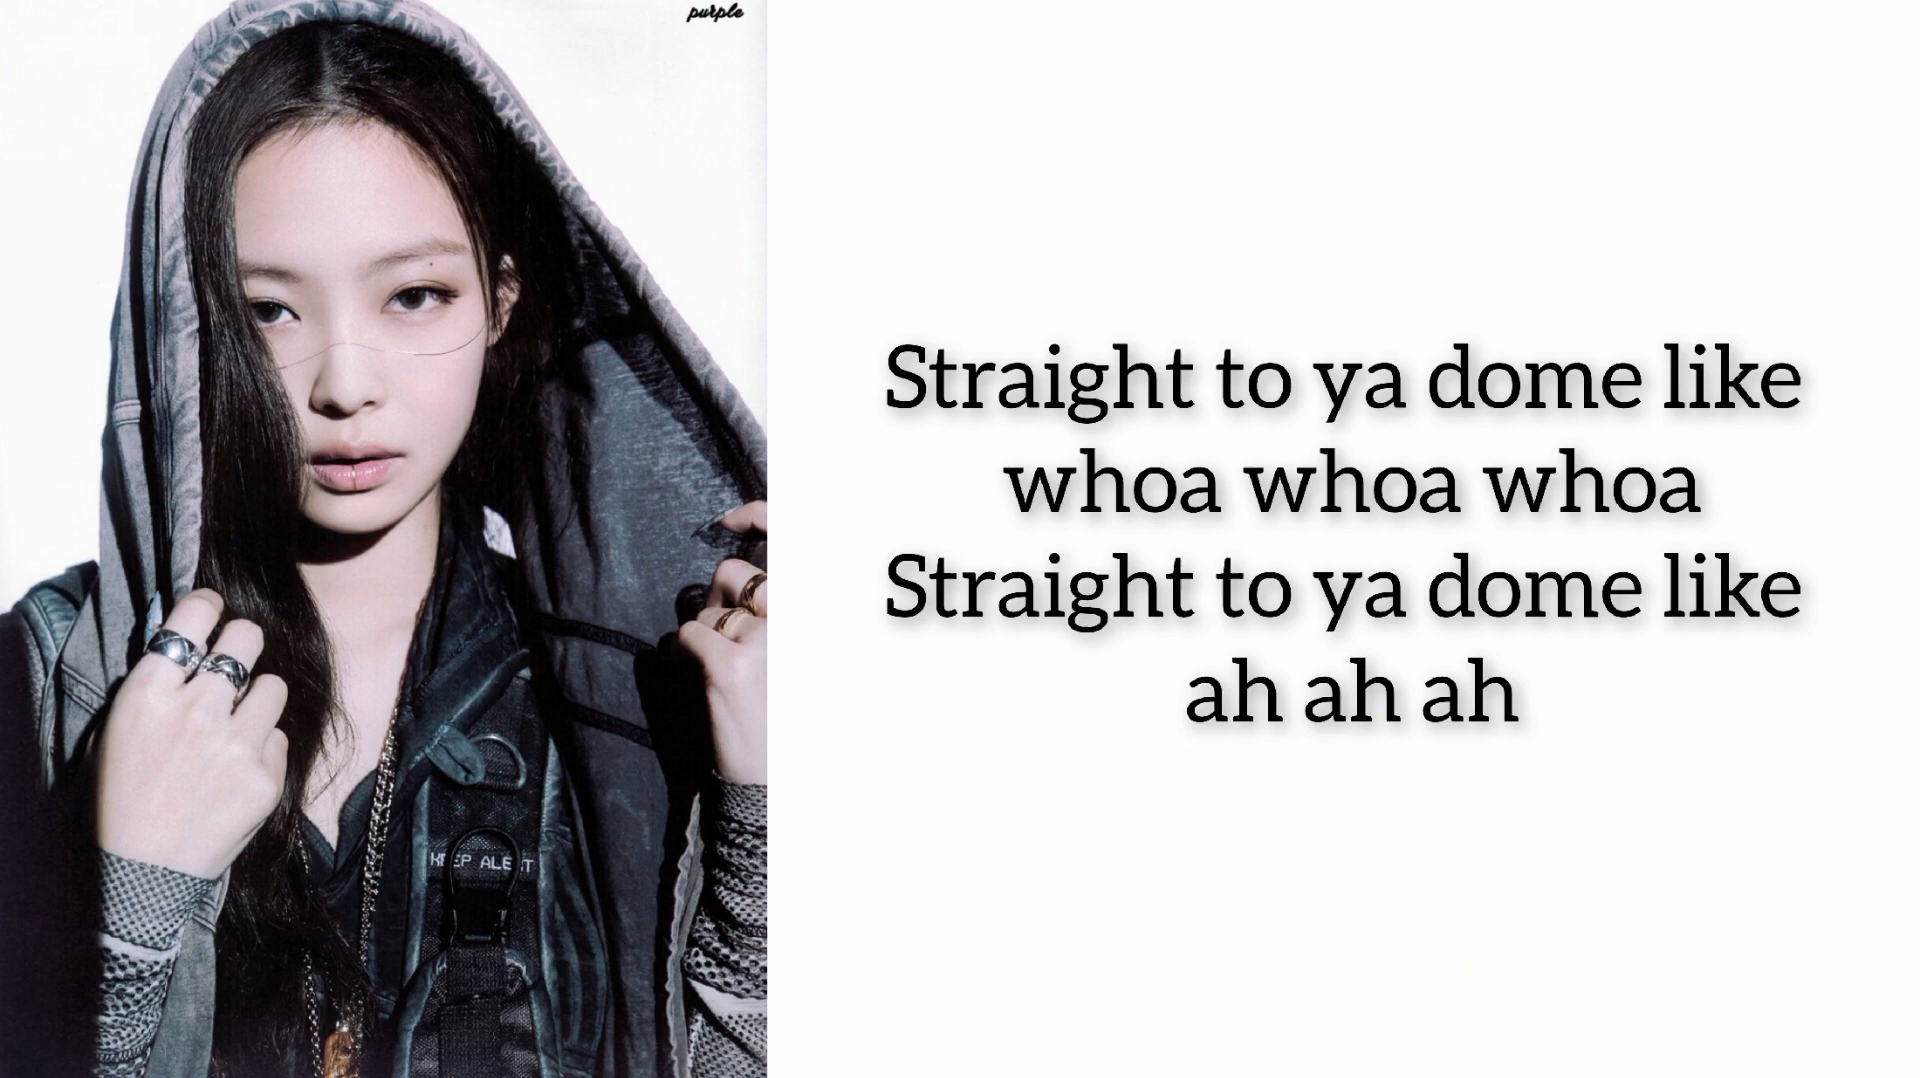 purple
Straight to ya dome like
whoa whoa whoa
Straight to ya dome like
ah ah ah
KEEP ALERT